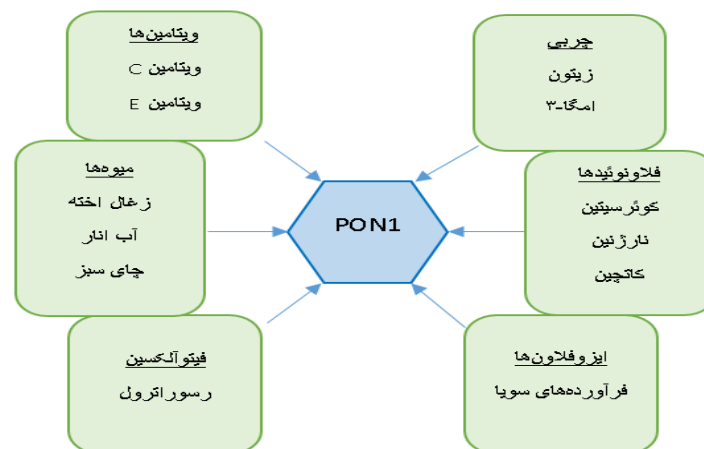 چربی
زیتون
امگا-۳
ویتامین‌ها
ویتامین C
ویتامین E
فلاونوئیدها
کوئرسیتین
نارژنین
کاتچین
PON1
میوه‌ها
زغال اخته
آب انار
چای سبز
ایزوفلاون‌ها
فرآورده‌های سویا
فیتوآلکسین
رسوراترول